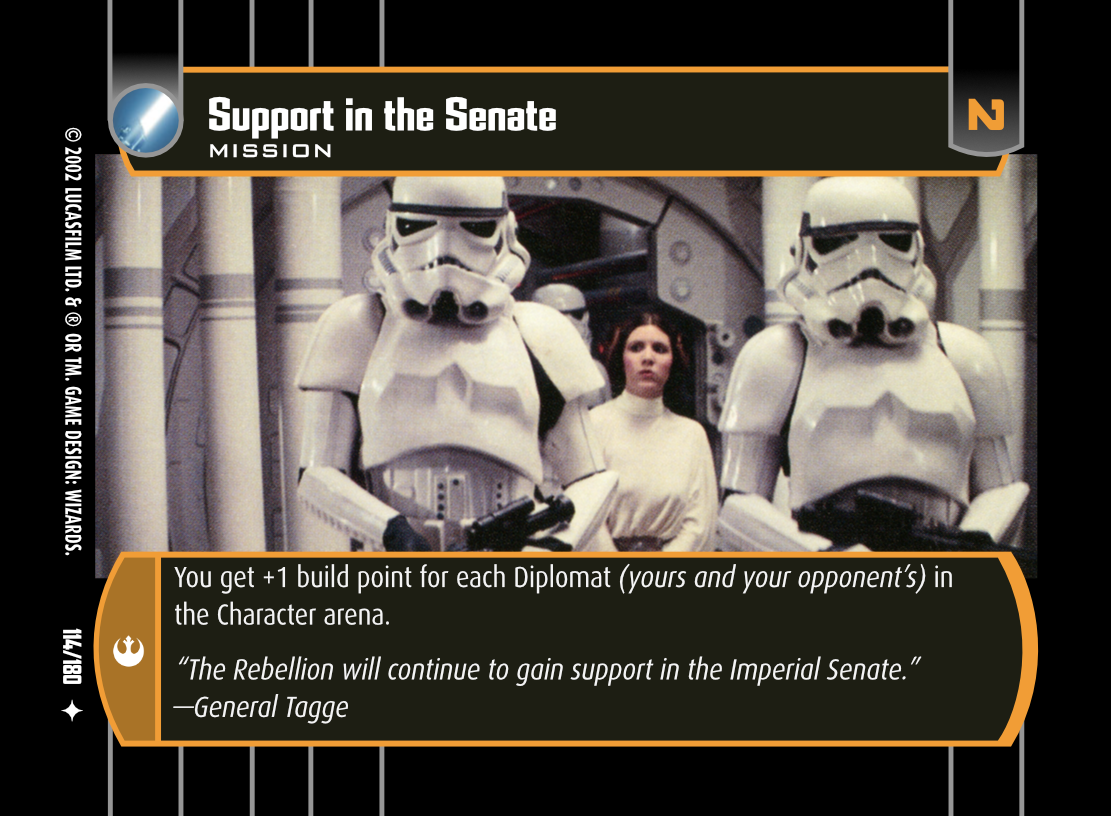 Support in the Senate
MISSION
2
You get +1 build point for each Diplomat (yours and your opponent's) in
the Character arena.
“The Rebellion will continue to gain support in the Imperial Senate.”
—General Tagge
© 2002 LUCASFILM LTD. & ® OR TM. GAME DESIGN: WIZARDS.
114/180